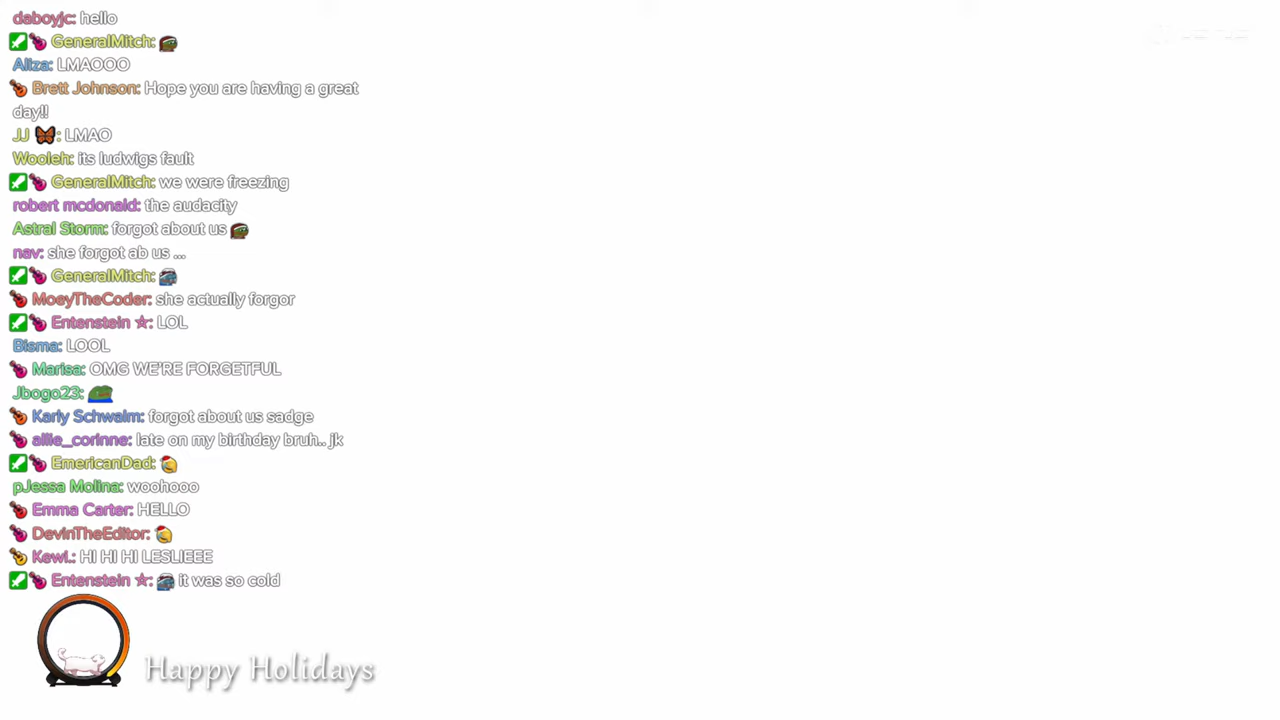 daboyjc: hello
GeneralMitch:
Aliza: LMAOOO
Brett Johnson: Hope you are having a great
day!!
JJ 🦋: LMAO
Wooleh: its ludwigs fault
GeneralMitch: we were freezing
robert mcdonald: the audacity
Astral Storm: forgot about us
nav: she forgot ab us ...
GeneralMitch:
MoeyTheCoder: she actually forgor
Entenstein ☆: LOL
Bisma: LOOL
Marisa: OMG WE'RE FORGETFUL
Jbogo23:
Karly Schwaim: forgot about us sadge
allie_corinne: late on my birthday bruh.. jk
EmericanDad:
pJessa Molina: woohooo
Emma Carter: HELLO
DevinTheEditor:
Kewl.: HI HI HI LESLIEEE
Entenstein ☆: it was so cold
Happy Holidays